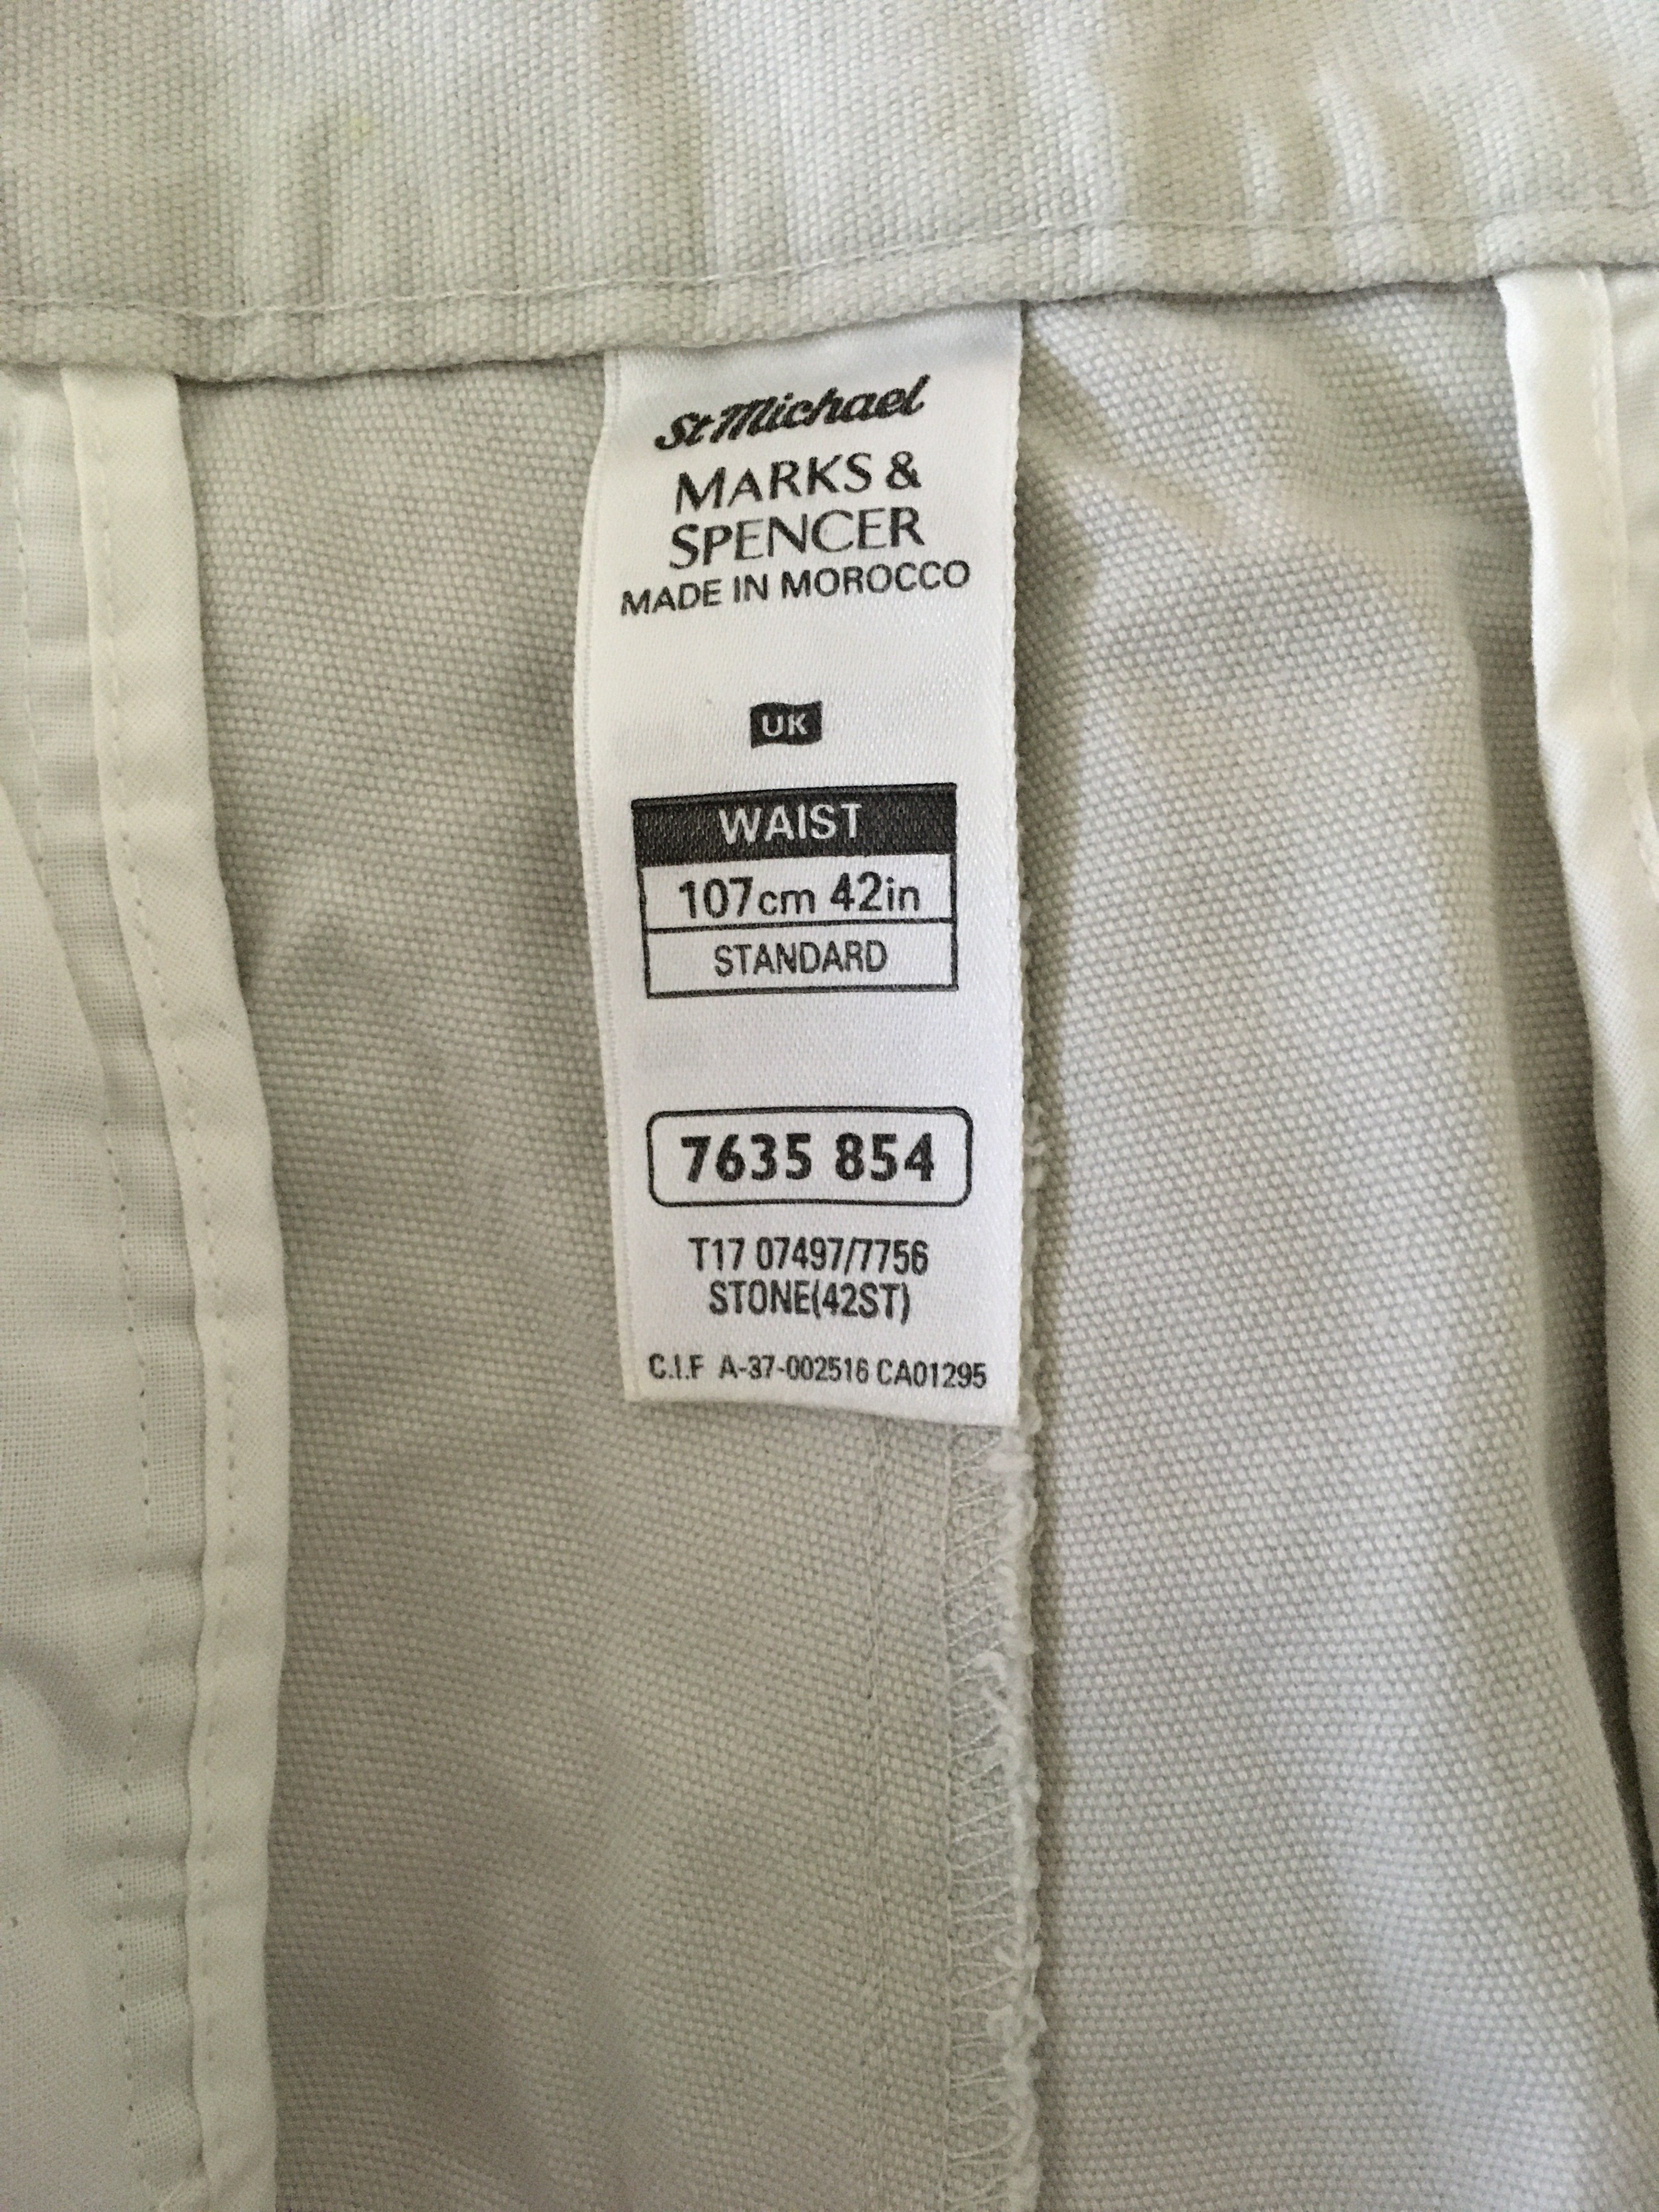 St Michael
MARKS &
SPENCER
MADE IN MOROCCO
UK
WAIST
107cm 42in
STANDARD
7635 854
T17 07497/7756
STONE(42ST)
C.I.F A-37-002516 CA01295